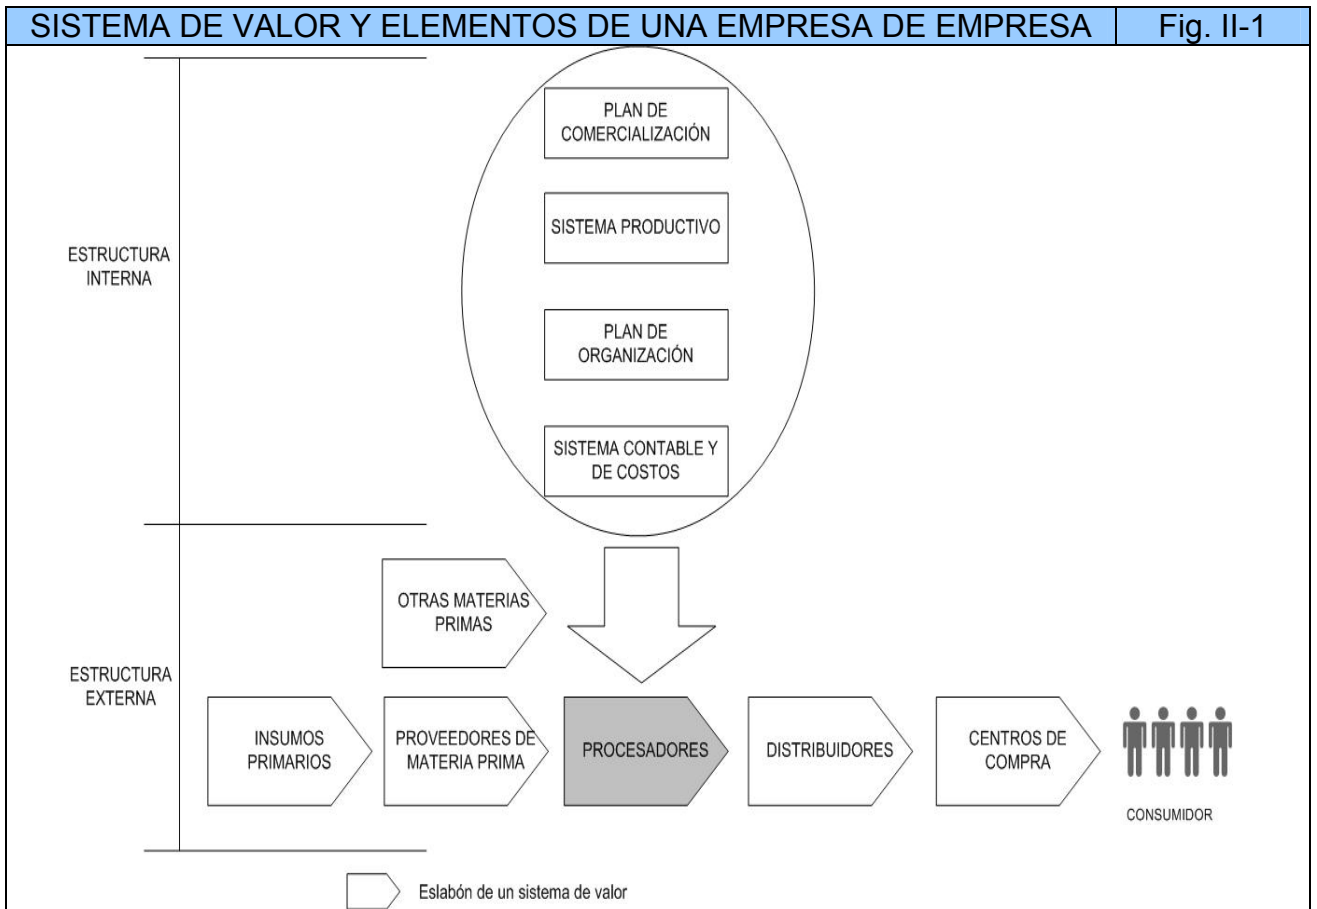 SISTEMA DE VALOR Y ELEMENTOS DE UNA EMPRESA DE EMPRESA
Fig. II-1
PLAN DE
COMERCIALIZACIÓN
SISTEMA PRODUCTIVO
ESTRUCTURA
INTERNA
PLAN DE
ORGANIZACIÓN
SISTEMA CONTABLE Y
DE COSTOS
OTRAS MATERIAS
PRIMAS
ESTRUCTURA
EXTERNA
INSUMOS
PRIMARIOS
PROVEEDORES DE
MATERIA PRIMA
PROCESADORES
DISTRIBUIDORES
CENTROS DE
COMPRA
CONSUMIDOR
Eslabón de un sistema de valor